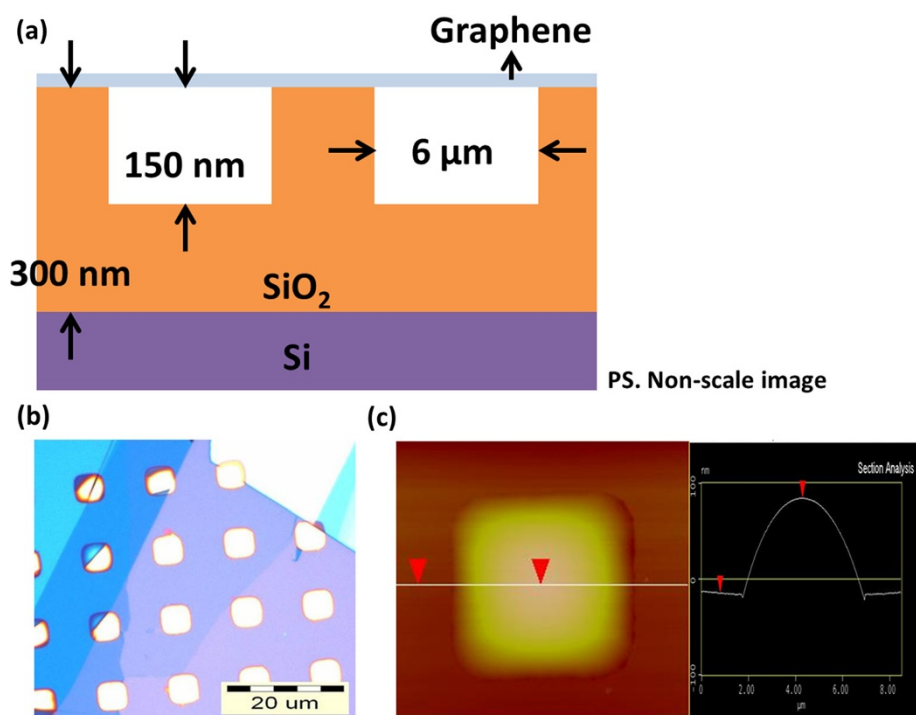 (a)
Graphene
150 nm
6 µm
300 nm
SiO₂
Si
PS. Non-scale image
(b)
20 um
(c)
nm
Section Analysis
100
0
-100
0
2.00
4.00
6.00
8.00
µm